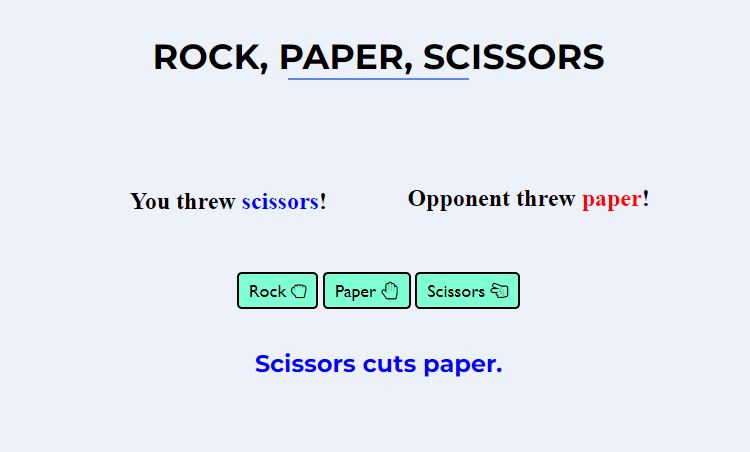 ROCK, PAPER, SCISSORS
You threw scissors!
Opponent threw paper!
Rock
Paper
Scissors
Scissors cuts paper.